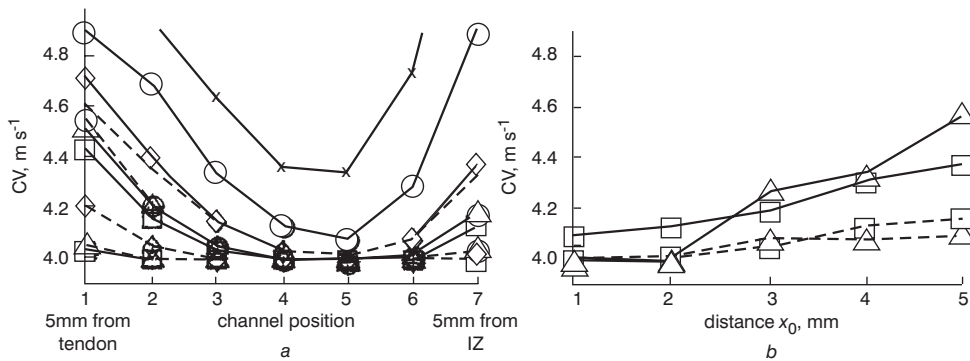 4.8
4.6
4.4
4.2
4.0
CV, m s-1
1 2 3 4 5 6 7
5mm from tendon
channel position
5mm from IZ
a
4.8
4.6
4.4
4.2
4.0
CV, m s-1
1 2 3 4 5
distance x0, mm
b